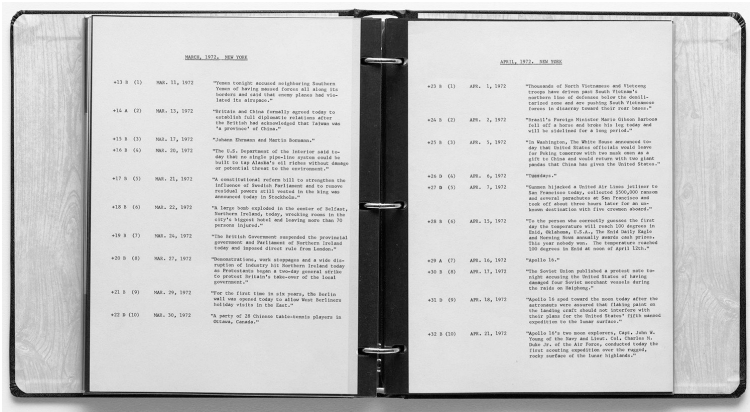 MARCH, 1972. NEW YORK
+13 B (1) MAR. 11, 1972 "Yemen tonight accused neighboring Southern
Yemen of having massed forces all along its
borders and said that enemy planes had vio-
lated its airspace."
+14 A (2) MAR. 13, 1972 "Britain and China formally agreed today to
establish full diplomatic relations after
the British had acknowledged that Taiwan was
'a province' of China."
+15 B (3) MAR. 17, 1972 "Johann Ehrmann and Martin Bormann."
+16 B (4) MAR. 20, 1972 "The U.S. Department of the interior said to-
day that no single pipe-line system could be
built to tap Alaska's oil riches without damage
or potential threat to the environment."
+17 B (5) MAR. 21, 1972 "A constitutional reform bill to strengthen the
influence of Swedish Parliament and to remove
residual powers still vested in the king was
announced today in Stockholm."
+18 B (6) MAR. 22, 1972 "A large bomb exploded in the center of Belfast,
Northern Ireland, today, wrecking rooms in the
city's biggest hotel and leaving more than 70
persons injured."
+19 B (7) MAR. 24, 1972 "The British Government suspended the provincial
government and Parliament of Northern Ireland
today and imposed direct rule from London."
+20 B (8) MAR. 27, 1972 "Demonstrations, work stoppages and a wide dis-
ruption of industry hit Northern Ireland today
as Protestants began a two-day general strike
to protest Britain's take-over of the local
government."
+21 B (9) MAR. 29, 1972 "For the first time in six years, the Berlin
wall was opened today to allow West Berliners
holiday visits in the East."
+22 B (10) MAR. 30, 1972 "A party of 28 Chinese table-tennis players in
Ottawa, Canada."
APRIL, 1972. NEW YORK
+23 B (1) APR. 1, 1972 "Thousands of North Vietnamese and Vietcong
troops have driven past South Vietnam's
northern line of defenses below the demili-
tarized zone and are pushing South Vietnamese
forces in disarray toward their rear bases."
+24 B (2) APR. 2, 1972 "Brazil's Foreign Minister Mario Gibson Barboza
fell off a horse and broke his leg today and
will be sidelined for a long period."
+25 B (3) APR. 5, 1972 "In Washington, The White House announced to-
day that United States officials would leave
for Peking tomorrow with two musk oxen as a
gift to China and would return with two giant
pandas that China has given the United States."
+26 B (4) APR. 6, 1972 "Tuesdays."
+27 B (5) APR. 7, 1972 "Gunmen hijacked a United Air Lines jetliner to
San Francisco today, collected $500,000 ransom
and several parachutes at San Francisco and
took off about three hours later for an un-
known destination with five crewmen aboard."
+28 B (6) APR. 13, 1972 "To the person who correctly guesses the first
day the temperature will reach 100 degrees in
Enid, Oklahoma, U.S.A., The Enid Daily Eagle
and Morning News annually awards cash prizes.
This year nobody won. The temperature reached
100 degrees in Enid at noon of April 12th."
+29 A (7) APR. 16, 1972 "Apollo 16."
+30 B (8) APR. 17, 1972 "The Soviet Union published a protest note to-
night accusing the United States of having
damaged four Soviet merchant vessels during
the raids on Haiphong."
+31 D (9) APR. 18, 1972 "Apollo 16 sped toward the moon today after the
astronauts were assured that flaking paint on
the landing craft should not interfere with
their plans for the United States' fifth manned
expedition to the lunar surface."
+32 B (10) APR. 21, 1972 "Apollo 16's two moon explorers, Capt. John W.
Young of the Navy and Lieut. Col. Charles M.
Duke Jr. of the Air Force, conducted today the
first scouting expedition over the rugged,
rocky surface of the lunar highlands."